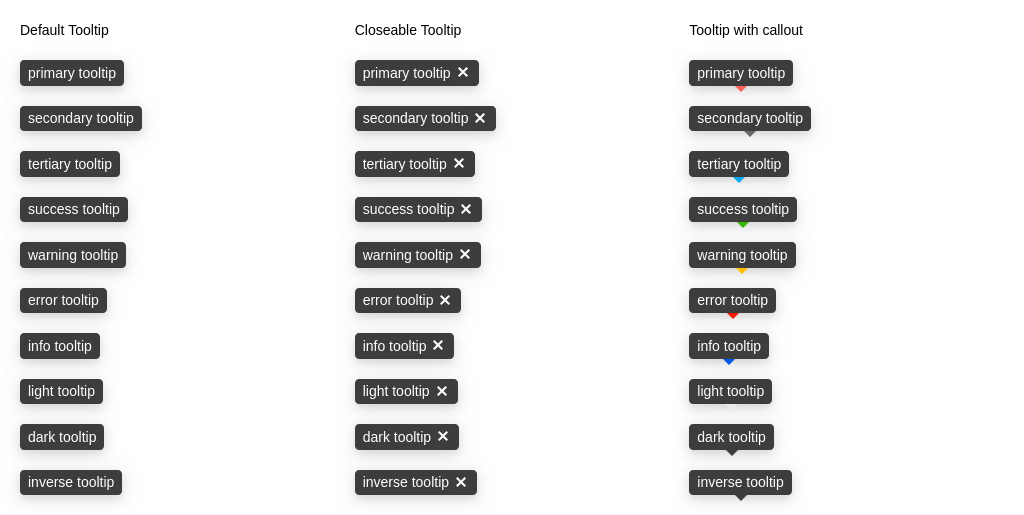 Default Tooltip
primary tooltip
secondary tooltip
tertiary tooltip
success tooltip
warning tooltip
error tooltip
info tooltip
light tooltip
dark tooltip
inverse tooltip
Closeable Tooltip
primary tooltip ✕
secondary tooltip ✕
tertiary tooltip ✕
success tooltip ✕
warning tooltip ✕
error tooltip ✕
info tooltip ✕
light tooltip ✕
dark tooltip ✕
inverse tooltip ✕
Tooltip with callout
primary tooltip
secondary tooltip
tertiary tooltip
success tooltip
warning tooltip
error tooltip
info tooltip
light tooltip
dark tooltip
inverse tooltip